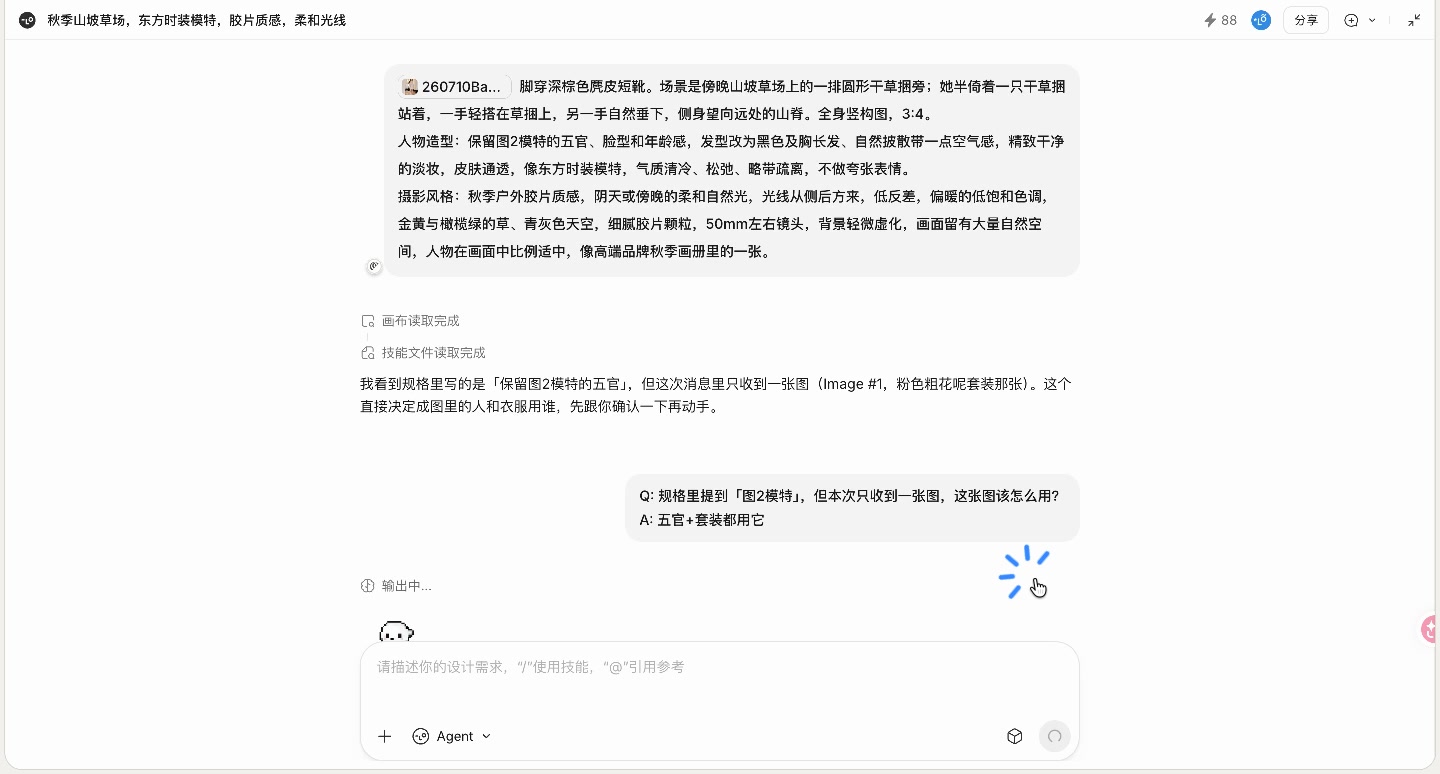 秋季山坡草场，东方时装模特，胶片质感，柔和光线
88
分享
260710Ba... 脚穿深棕色麂皮短靴。场景是傍晚山坡草场上的一排圆形干草捆旁；她半倚着一只干草捆
站着，一手轻搭在草捆上，另一手自然垂下，侧身望向远处的山脊。全身竖构图，3:4。
人物造型：保留图2模特的五官、脸型和年龄感，发型改为黑色及胸长发、自然披散带一点空气感，精致干净
的淡妆，皮肤通透，像东方时装模特，气质清冷、松弛、略带疏离，不做夸张表情。
摄影风格：秋季户外胶片质感，阴天或傍晚的柔和自然光，光线从侧后方来，低反差，偏暖的低饱和色调，
金黄与橄榄绿的草、青灰色天空，细腻胶片颗粒，50mm左右镜头，背景轻微虚化，画面留有大量自然空
间，人物在画面中比例适中，像高端品牌秋季画册里的一张。
画布读取完成
技能文件读取完成
我看到规格里写的是「保留图2模特的五官」，但这次消息里只收到一张图（Image #1，粉色粗花呢套装那张）。这个
直接决定成图里的人和衣服用谁，先跟你确认一下再动手。
Q: 规格里提到「图2模特」，但本次只收到一张图，这张图该怎么用?
A: 五官+套装都用它
输出中...
请描述你的设计需求，“/”使用技能，“@”引用参考
Agent